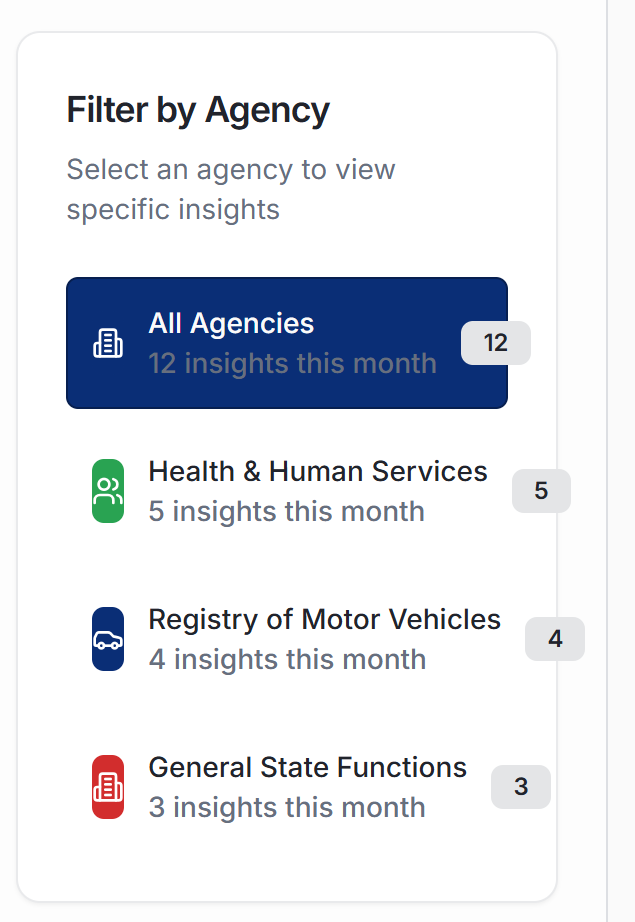 Filter by Agency
Select an agency to view
specific insights
All Agencies
12 insights this month
12
Health & Human Services
5 insights this month
5
Registry of Motor Vehicles
4 insights this month
4
General State Functions
3 insights this month
3